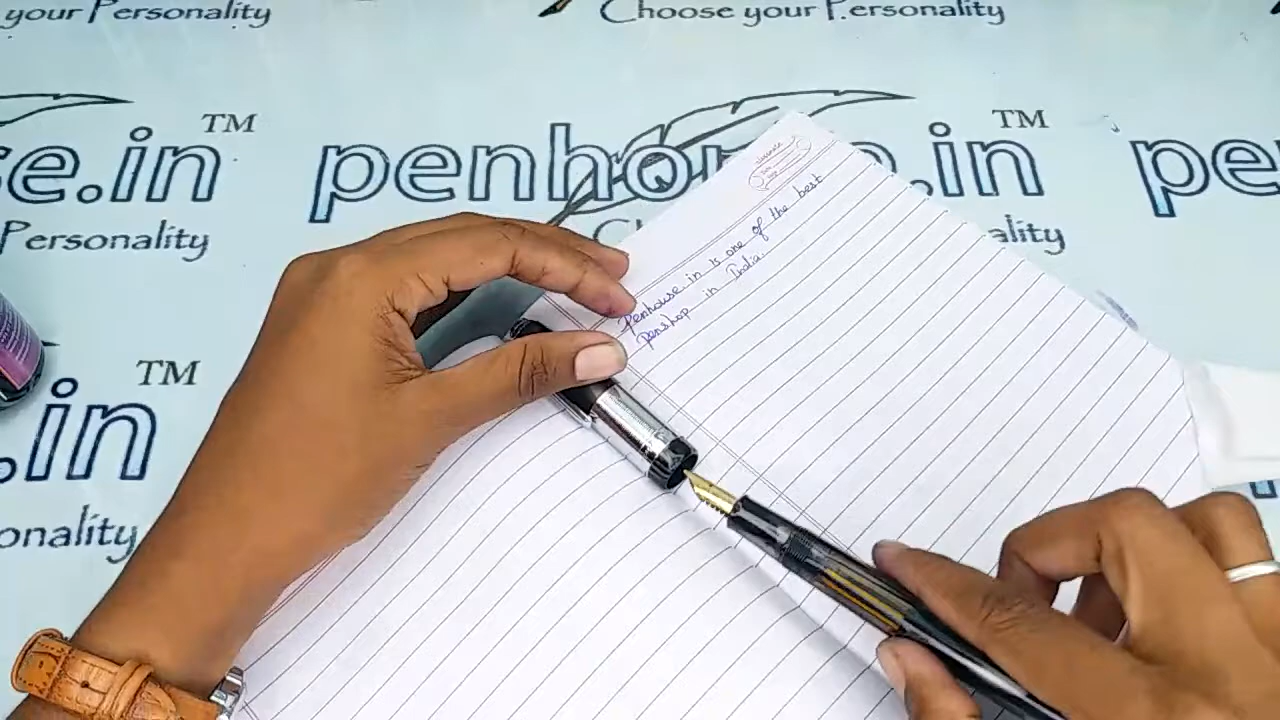 your Personality
Choose your Personality
se.in TM
penhouse.in TM
pe
Personality
ality
Penhouse.in is one of the best
penshop in India.
TM
.in
onality